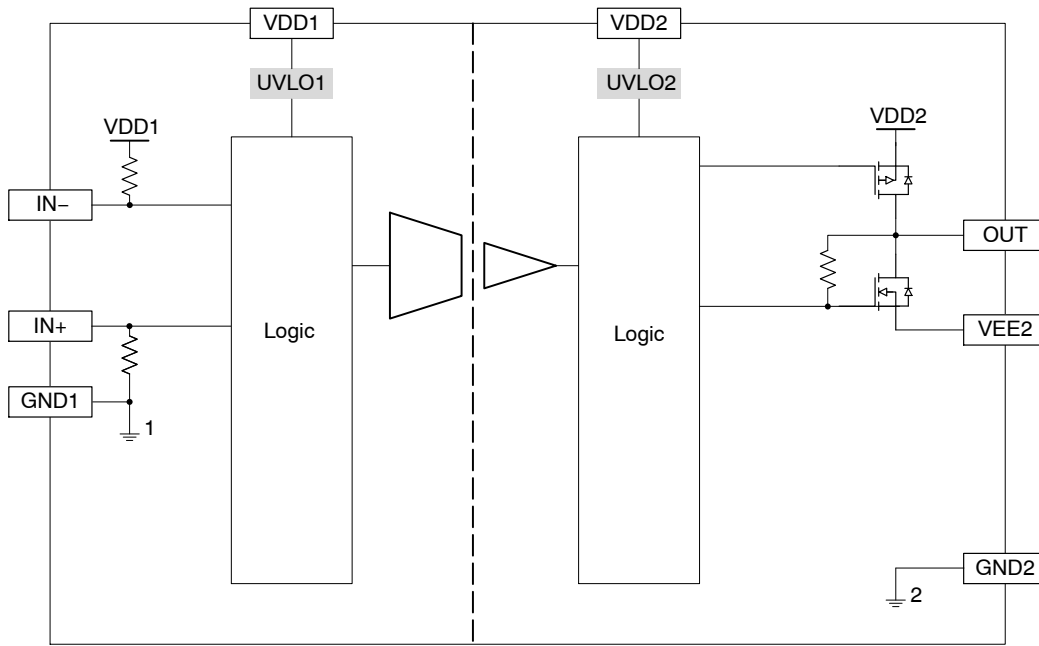 VDD1
VDD2
UVLO1
UVLO2
VDD1
VDD2
IN−
OUT
IN+
Logic
Logic
VEE2
GND1
1
GND2
2